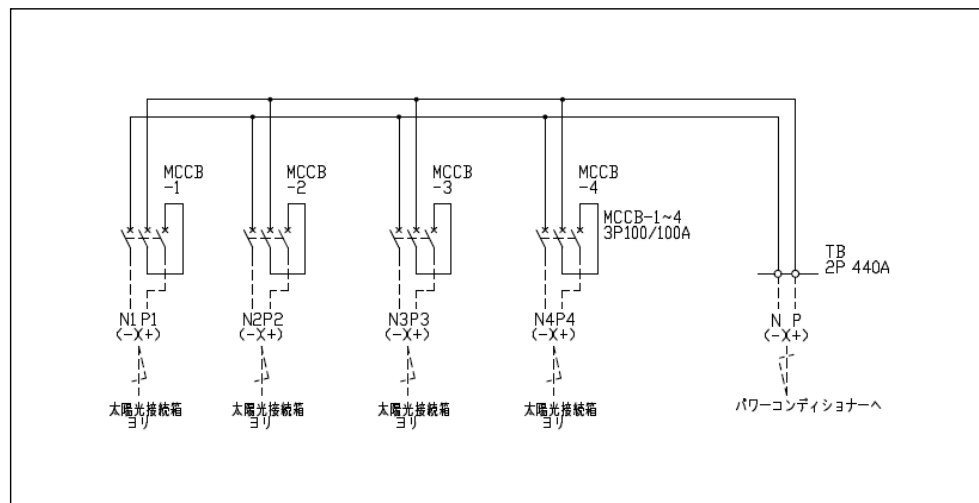 MCCB
-1
MCCB
-2
MCCB
-3
MCCB
-4
MCCB-1~4
3P100/100A
TB
2P 440A
N1 P1
(-)(+)
N2P2
(-)(+)
N3P3
(-)(+)
N4P4
(-)(+)
N P
(-)(+)
太陽光接続箱
ヨリ
太陽光接続箱
ヨリ
太陽光接続箱
ヨリ
太陽光接続箱
ヨリ
パワーコンディショナーヘ